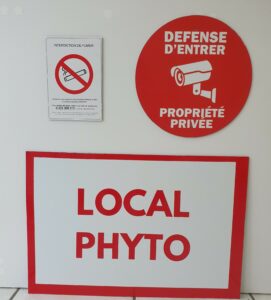 INTERDICTION DE FUMER
DEFENSE
D'ENTRER
PROPRIÉTÉ
PRIVÉE
LOCAL
PHYTO